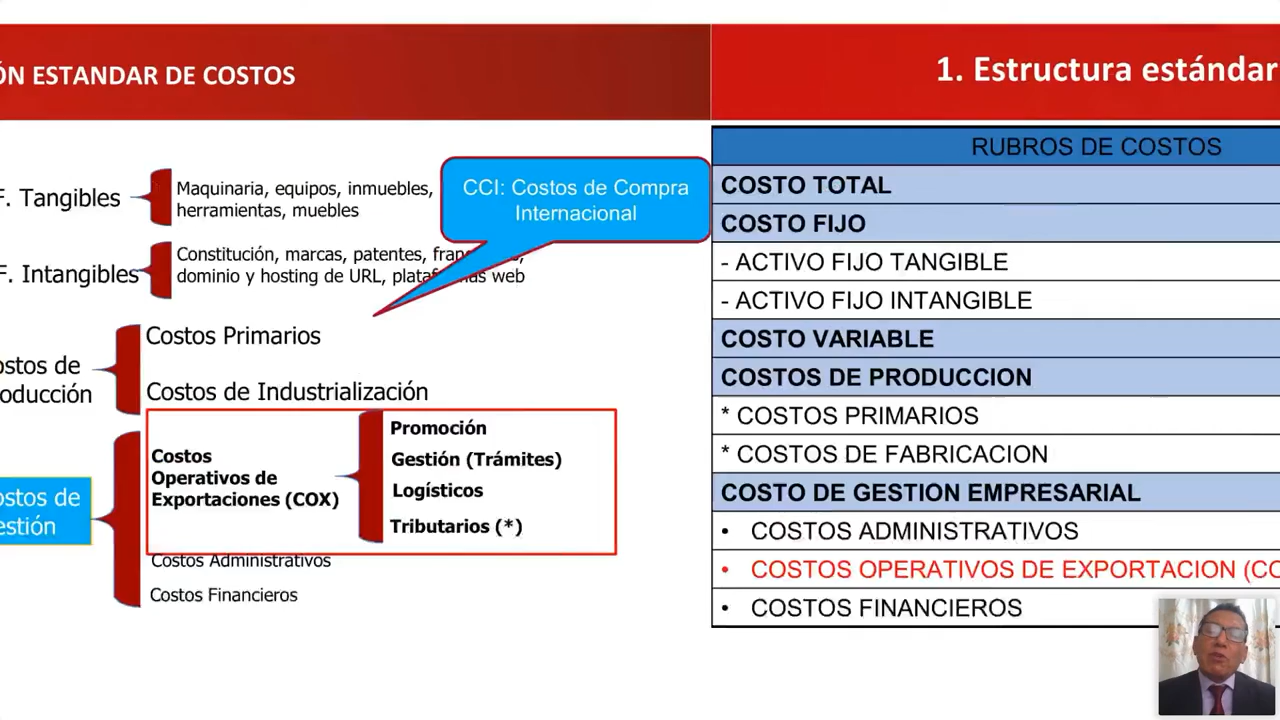 ÓN ESTANDAR DE COSTOS
F. Tangibles
Maquinaria, equipos, inmuebles,
herramientas, muebles
CCI: Costos de Compra
Internacional
F. Intangibles
Constitución, marcas, patentes,
dominio y hosting de URL, web
Costos Primarios
ostos de
oducción
Costos de Industrialización
ostos de
estión
Costos
Operativos de
Exportaciones (COX)
Promoción
Gestión (Trámites)
Logísticos
Tributarios (*)
Costos Administrativos
Costos Financieros
1. Estructura estándar
RUBROS DE COSTOS
COSTO TOTAL
COSTO FIJO
- ACTIVO FIJO TANGIBLE
- ACTIVO FIJO INTANGIBLE
COSTO VARIABLE
COSTOS DE PRODUCCION
* COSTOS PRIMARIOS
* COSTOS DE FABRICACION
COSTO DE GESTION EMPRESARIAL
• COSTOS ADMINISTRATIVOS
• COSTOS OPERATIVOS DE EXPORTACION (CO
• COSTOS FINANCIEROS